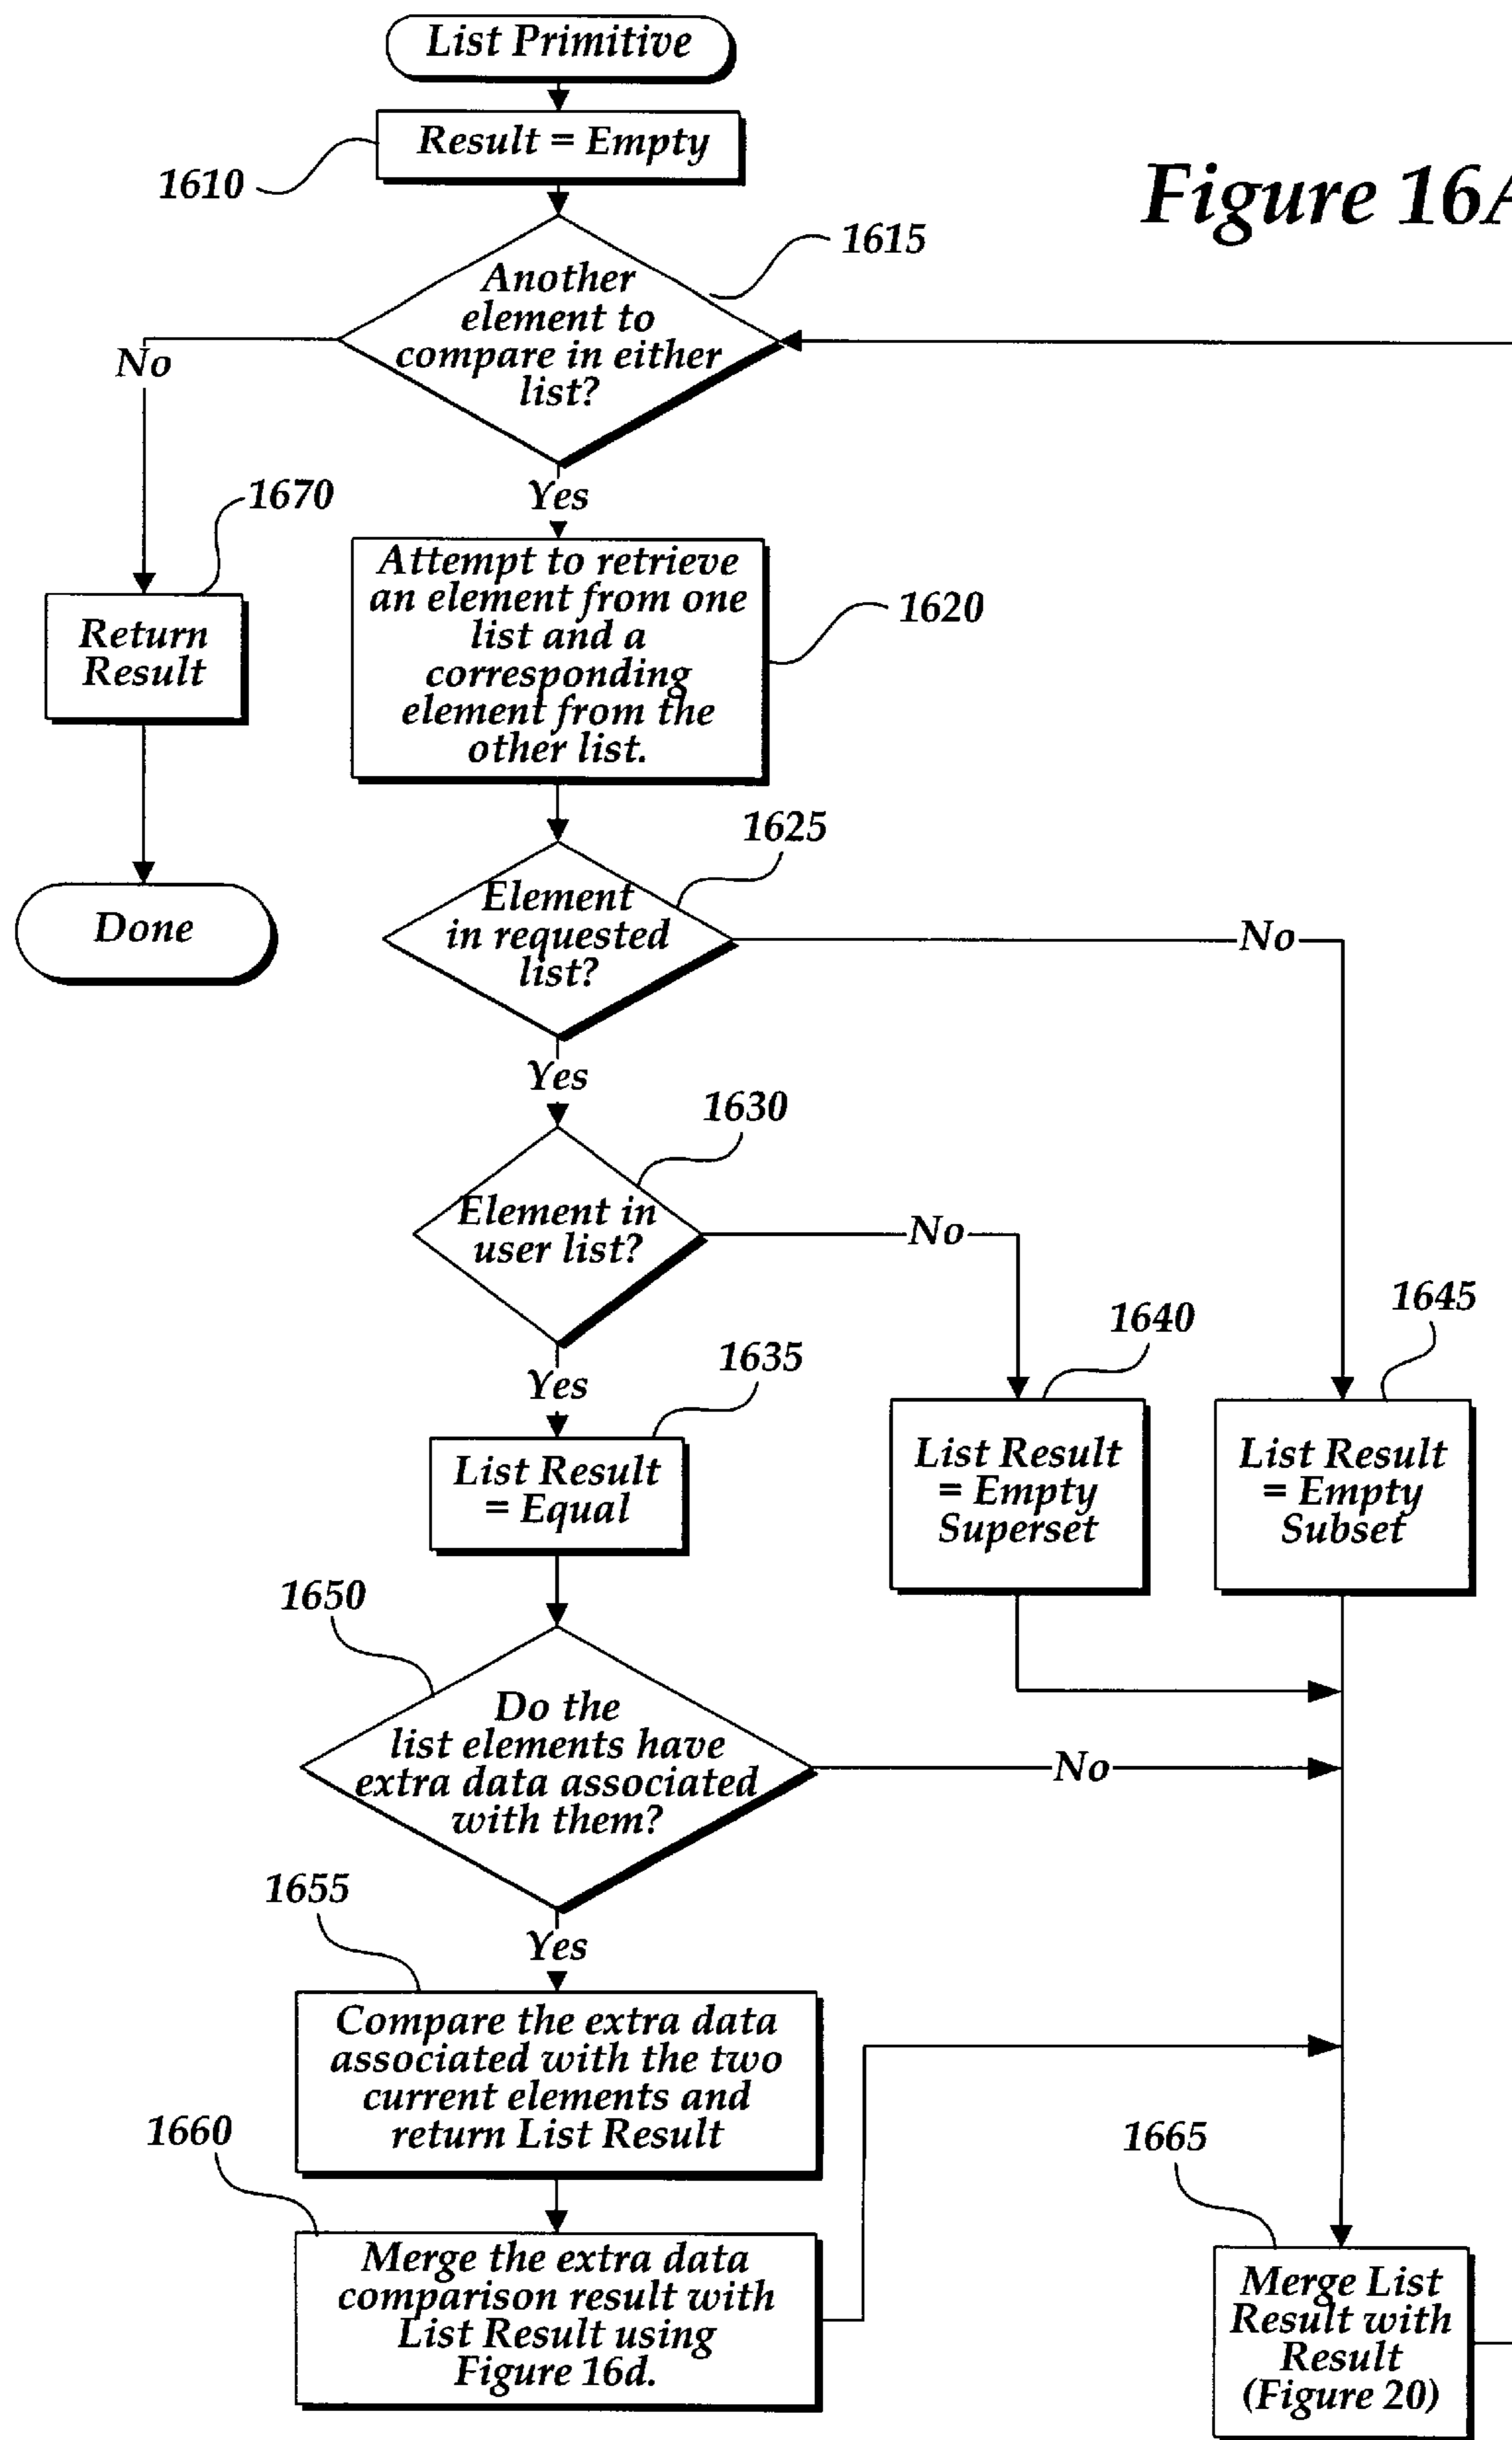 List Primitive
Result = Empty
1610
Figure 16A
1615
Another
element to
compare in either
list?
No
Yes
1670
Return
Result
Attempt to retrieve
an element from one
list and a
corresponding
element from the
other list.
1620
Done
1625
Element
in requested
list?
No
Yes
1630
Element in
user list?
No
Yes
1635
List Result
= Equal
1640
List Result
= Empty
Superset
1645
List Result
= Empty
Subset
1650
Do the
list elements have
extra data associated
with them?
No
Yes
1655
Compare the extra data
associated with the two
current elements and
return List Result
1660
Merge the extra data
comparison result with
List Result using
Figure 16d.
1665
Merge List
Result with
Result
(Figure 20)